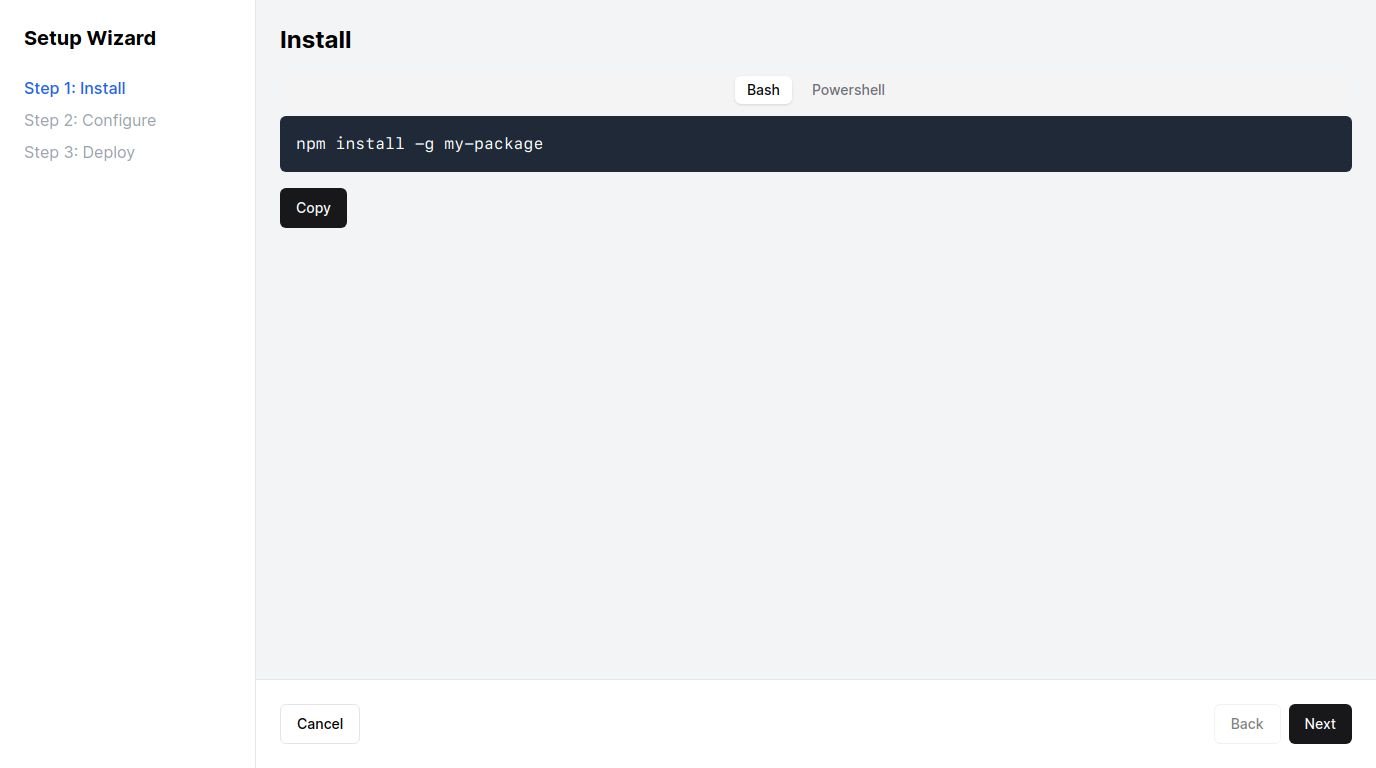 Setup Wizard
Step 1: Install
Step 2: Configure
Step 3: Deploy
Install
Bash Powershell
npm install -g my-package
Copy
Cancel Back Next